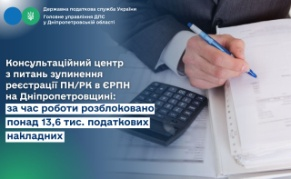 Державна податкова служба України
Головне управління ДПС
у Дніпропетровській області
Консультаційний центр
з питань зупинення
реєстрації ПН/РК в ЄРПН
на Дніпропетровщині:
за час роботи розблоковано
понад 13,6 тис. податкових
накладних